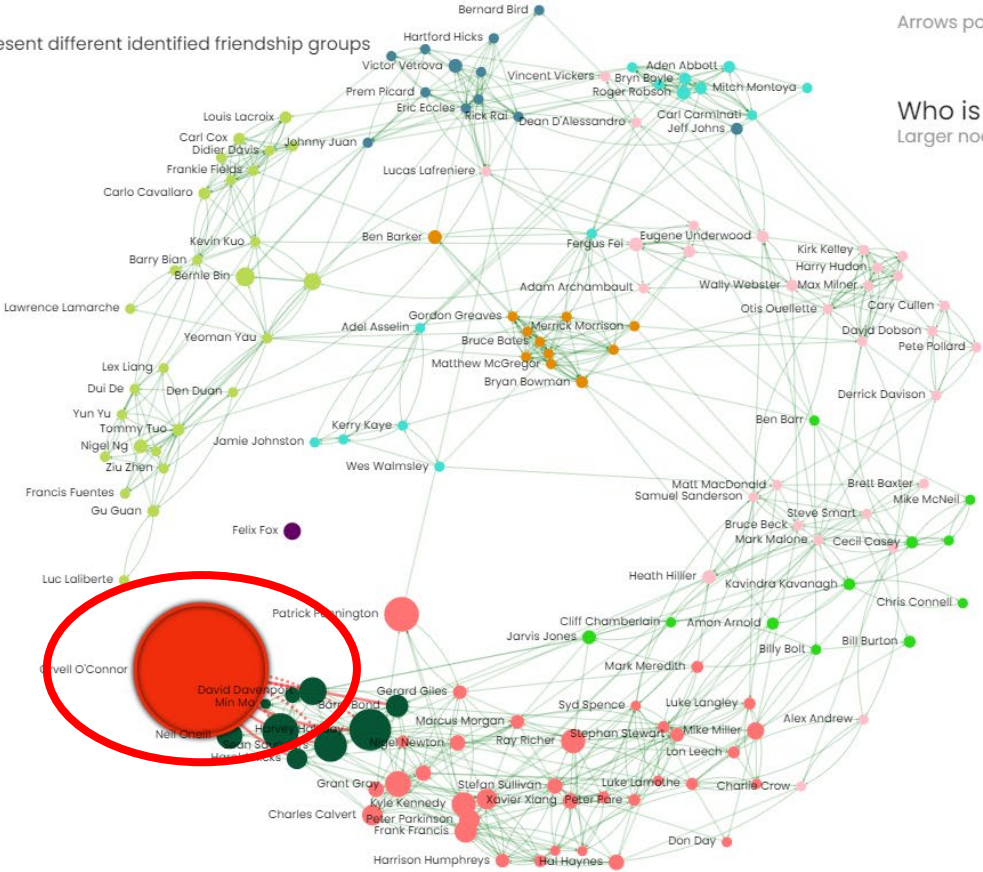 Bernard Bird
Arrows po
esent different identified friendship groups
Hartford Hicks
Victor Vetrova
Aden Abbott
Vincent Vickers
Bryn Boyle
Prem Picard
Roger Robson
Mitch Montoya
Eric Eccles
Who is
Louis Lacroix
Rick Rai
Dean D'Alessandro
Carl Carminati
Jeff Johns
Larger noc
Carl Cox
Johnny Juan
Didier Davis
Frankie Fields
Lucas Lafreniere
Carlo Cavallaro
Kevin Kuo
Ben Barker
Fergus Fei
Eugene Underwood
Kirk Kelley
Barry Bian
Harry Hudon
Bernie Bin
Adam Archambault
Wally Webster
Max Milner
Lawrence Lamarche
Gordon Greaves
Otis Ouellette
Cary Cullen
Adel Asselin
Merrick Morrison
David Dobson
Yeoman Yau
Bruce Bates
Pete Pollard
Lex Liang
Matthew McGregor
Bryan Bowman
Dui De
Den Duan
Derrick Davison
Yun Yu
Ben Barr
Tommy Tuo
Kerry Kaye
Nigel Ng
Jamie Johnston
Ziu Zhen
Wes Walmsley
Francis Fuentes
Matt MacDonald
Brett Baxter
Samuel Sanderson
Mike McNeil
Gu Guan
Steve Smart
Felix Fox
Bruce Beck
Mark Malone
Cecil Casey
Luc Laliberte
Heath Hillier
Kavindra Kavanagh
Chris Connell
Patrick Pennington
Cliff Chamberlain
Amon Arnold
Jarvis Jones
Billy Bolt
Bill Burton
Orvell O'Connor
Mark Meredith
David Davenport
Gerard Giles
Min Ma
Barry Bond
Syd Spence
Luke Langley
Marcus Morgan
Alex Andrew
Neil Oneill
Harvey
Nigel Newton
Ray Richer
Stephan Stewart
Mike Miller
Sean
Lon Leech
Grant Gray
Stefan Sullivan
Luke Lamothe
Charlie Crow
Kyle Kennedy
Xavier Xiang
Peter Pare
Charles Calvert
Peter Parkinson
Frank Francis
Don Day
Harrison Humphreys
Hal Haynes